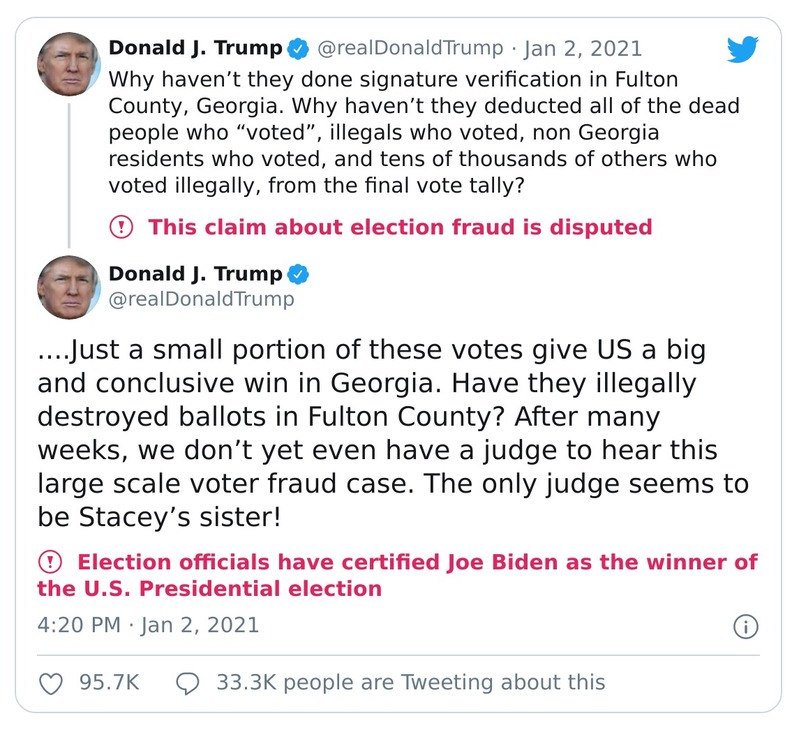 Donald J. Trump @realDonaldTrump · Jan 2, 2021
Why haven’t they done signature verification in Fulton
County, Georgia. Why haven’t they deducted all of the dead
people who “voted”, illegals who voted, non Georgia
residents who voted, and tens of thousands of others who
voted illegally, from the final vote tally?
This claim about election fraud is disputed
Donald J. Trump
@realDonaldTrump
....Just a small portion of these votes give US a big
and conclusive win in Georgia. Have they illegally
destroyed ballots in Fulton County? After many
weeks, we don’t yet even have a judge to hear this
large scale voter fraud case. The only judge seems to
be Stacey’s sister!
Election officials have certified Joe Biden as the winner of
the U.S. Presidential election
4:20 PM · Jan 2, 2021
95.7K 33.3K people are Tweeting about this